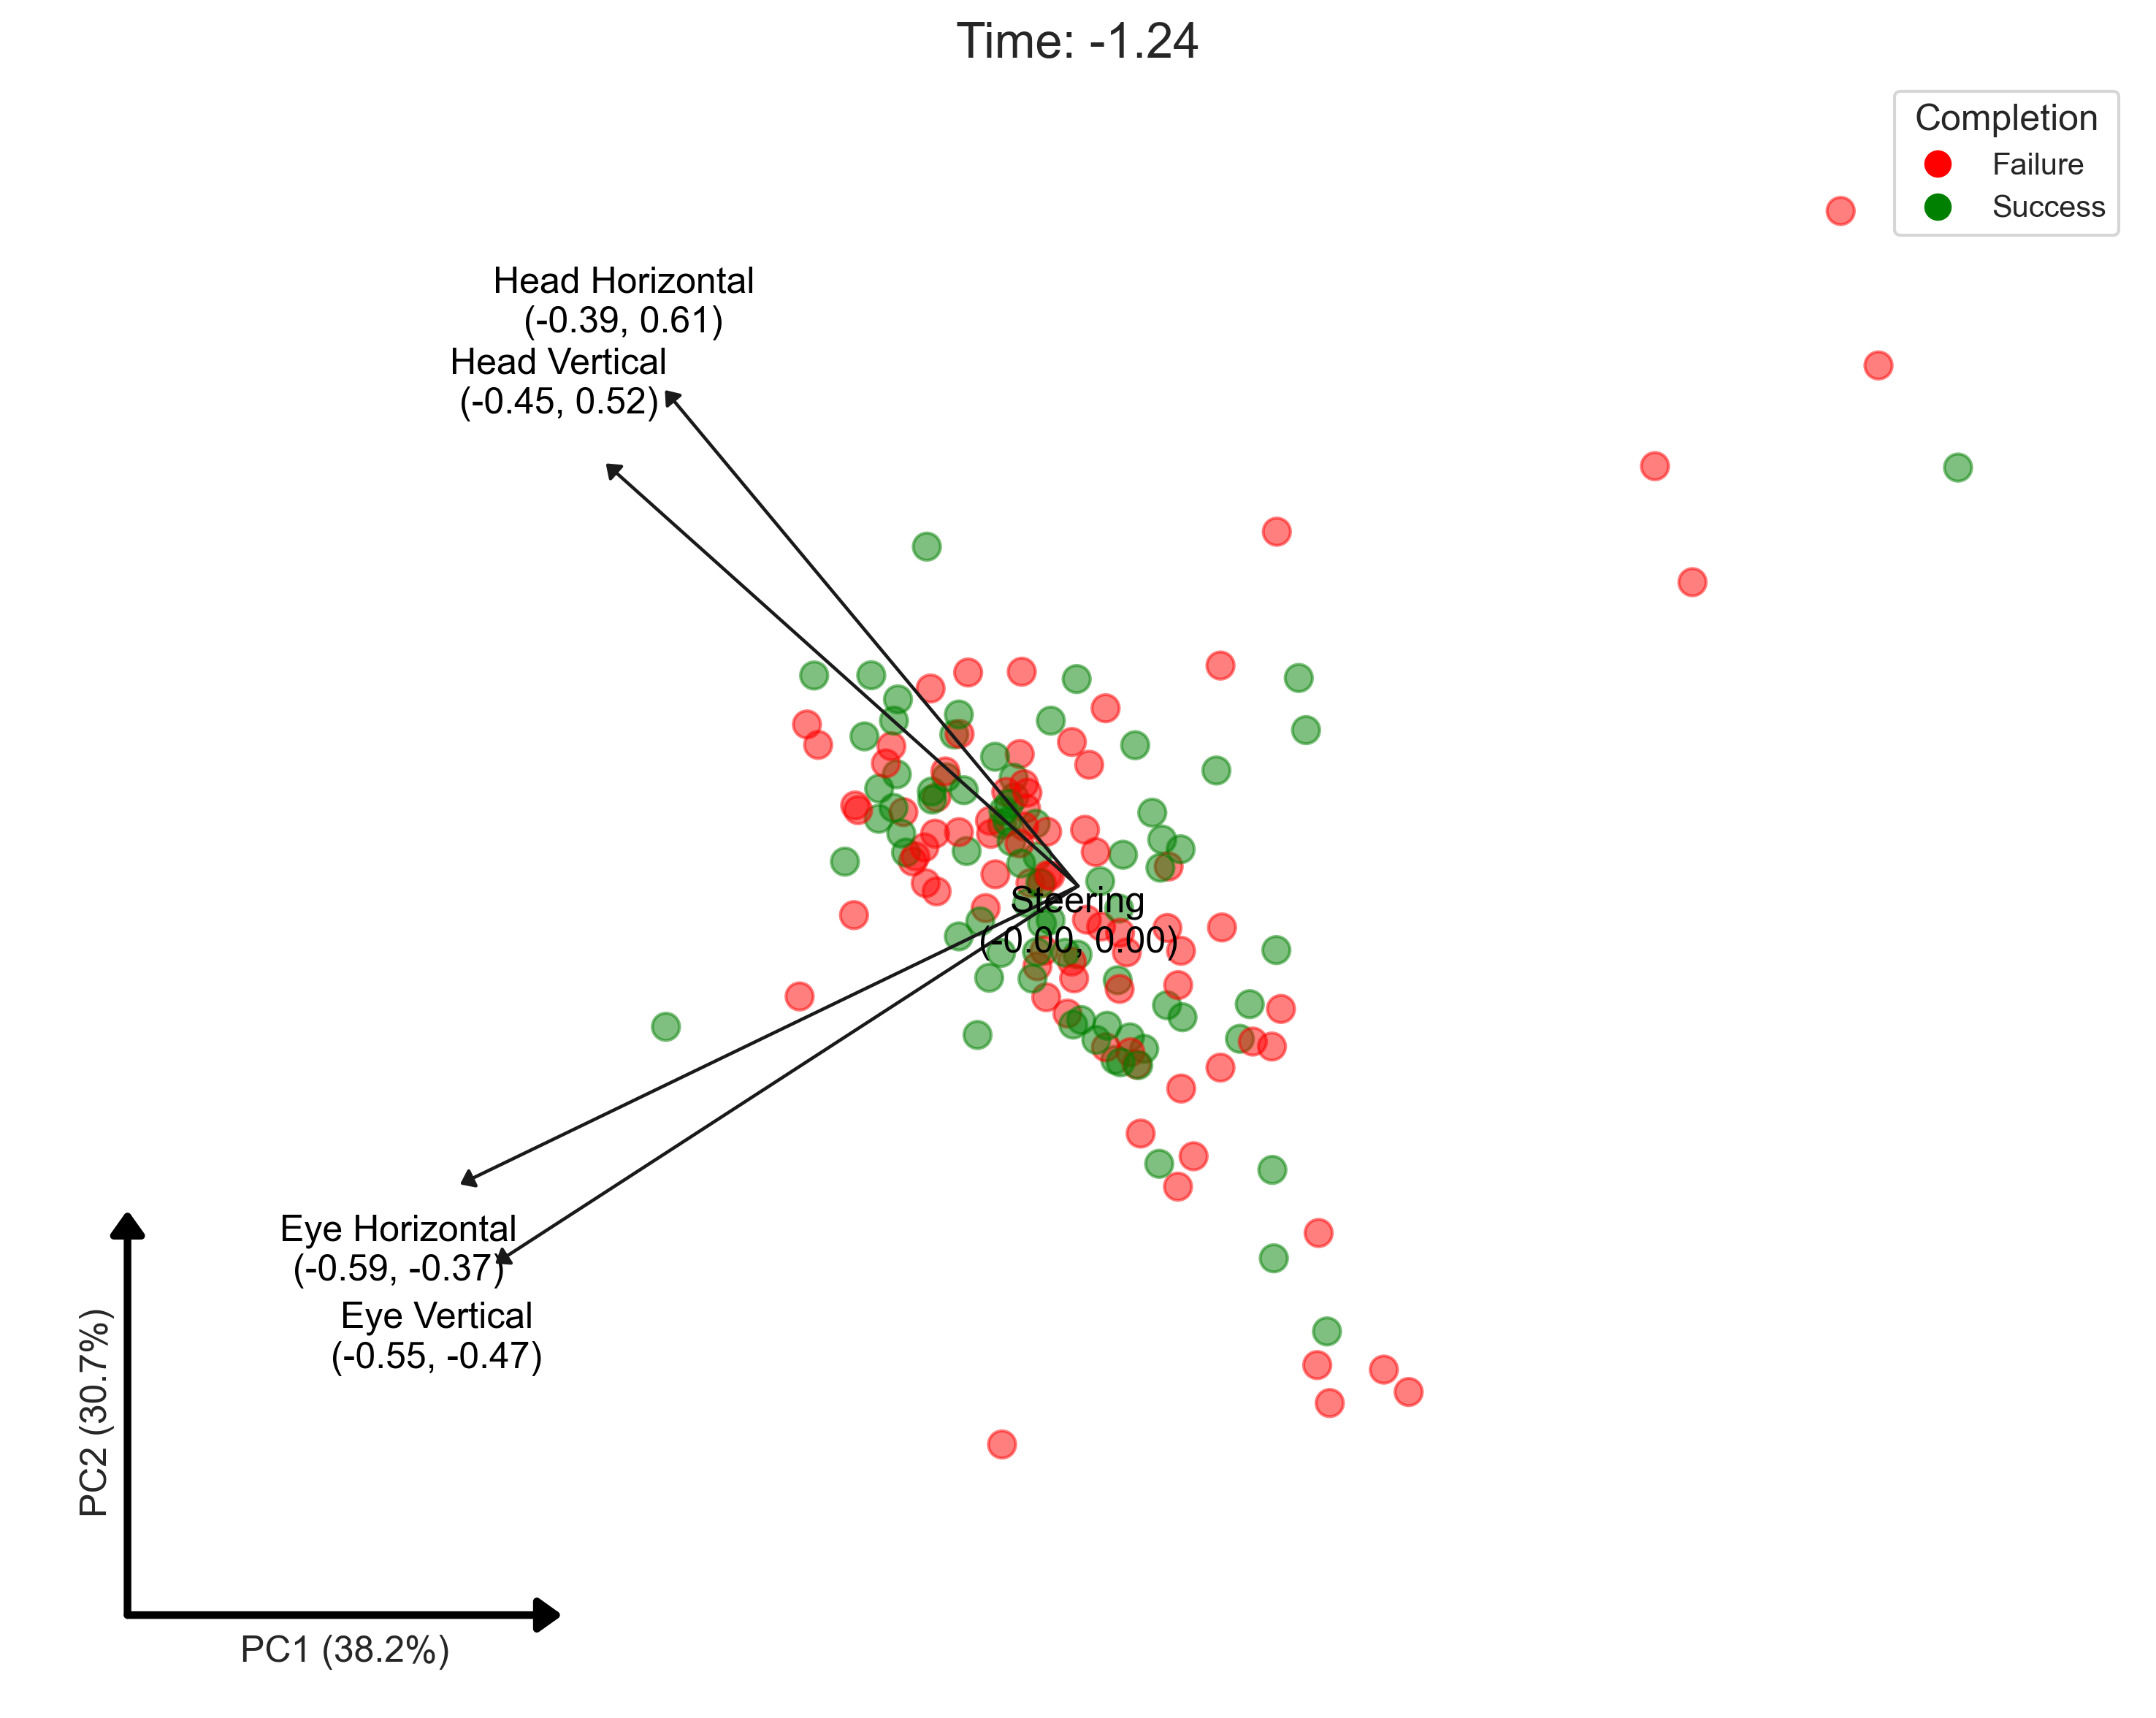 Time: -1.24
Completion
Failure
Success
Head Horizontal
(-0.39, 0.61)
Head Vertical
(-0.45, 0.52)
Steering
(-0.00, 0.00)
Eye Horizontal
(-0.59, -0.37)
Eye Vertical
(-0.55, -0.47)
PC2 (30.7%)
PC1 (38.2%)